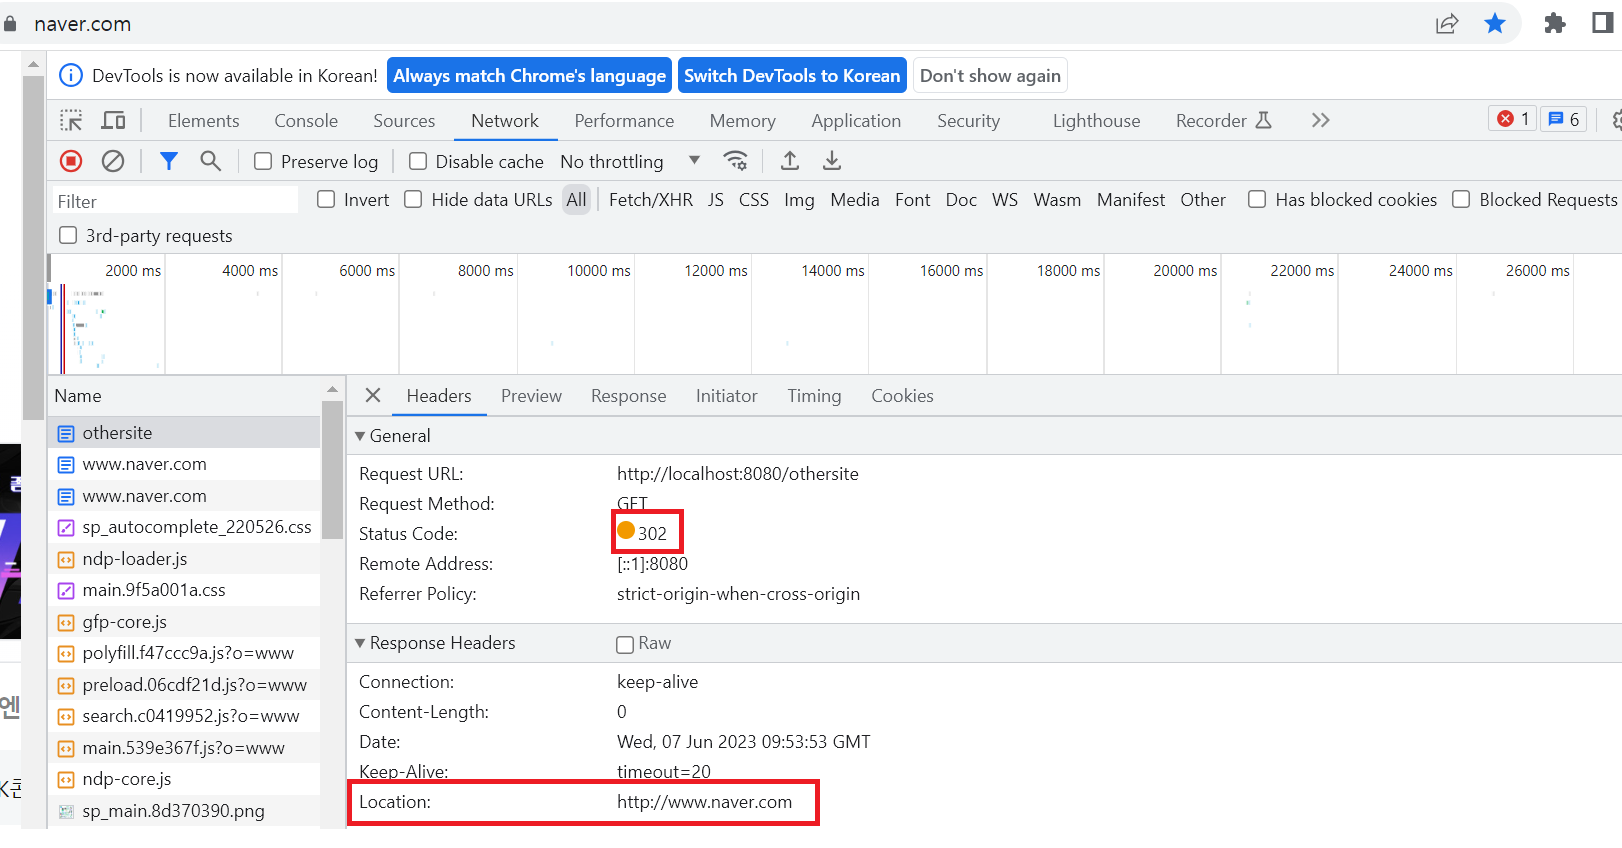 naver.com
DevTools is now available in Korean! Always match Chrome's language Switch DevTools to Korean Don't show again
Elements Console Sources Network Performance Memory Application Security Lighthouse Recorder 1 6
Preserve log Disable cache No throttling
Filter Invert Hide data URLs All Fetch/XHR JS CSS Img Media Font Doc WS Wasm Manifest Other Has blocked cookies Blocked Requests
3rd-party requests
2000 ms 4000 ms 6000 ms 8000 ms 10000 ms 12000 ms 14000 ms 16000 ms 18000 ms 20000 ms 22000 ms 24000 ms 26000 ms
Name
othersite
www.naver.com
www.naver.com
sp_autocomplete_220526.css
ndp-loader.js
main.9f5a001a.css
gfp-core.js
polyfill.f47ccc9a.js?o=www
preload.06cdf21d.js?o=www
search.c0419952.js?o=www
main.539e367f.js?o=www
ndp-core.js
sp_main.8d370390.png
Headers Preview Response Initiator Timing Cookies
General
Request URL: http://localhost:8080/othersite
Request Method: GET
Status Code: 302
Remote Address: [::1]:8080
Referrer Policy: strict-origin-when-cross-origin
Response Headers Raw
Connection: keep-alive
Content-Length: 0
Date: Wed, 07 Jun 2023 09:53:53 GMT
Keep-Alive: timeout=20
Location: http://www.naver.com
엔